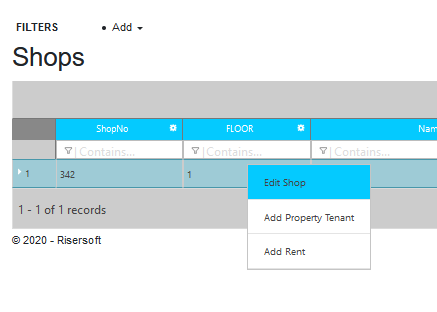 FILTERS • Add
Shops
ShopNo FLOOR Nam
Contains... Contains... Contains...
1 342 1
Edit Shop
Add Property Tenant
Add Rent
1 - 1 of 1 records
© 2020 - Risersoft